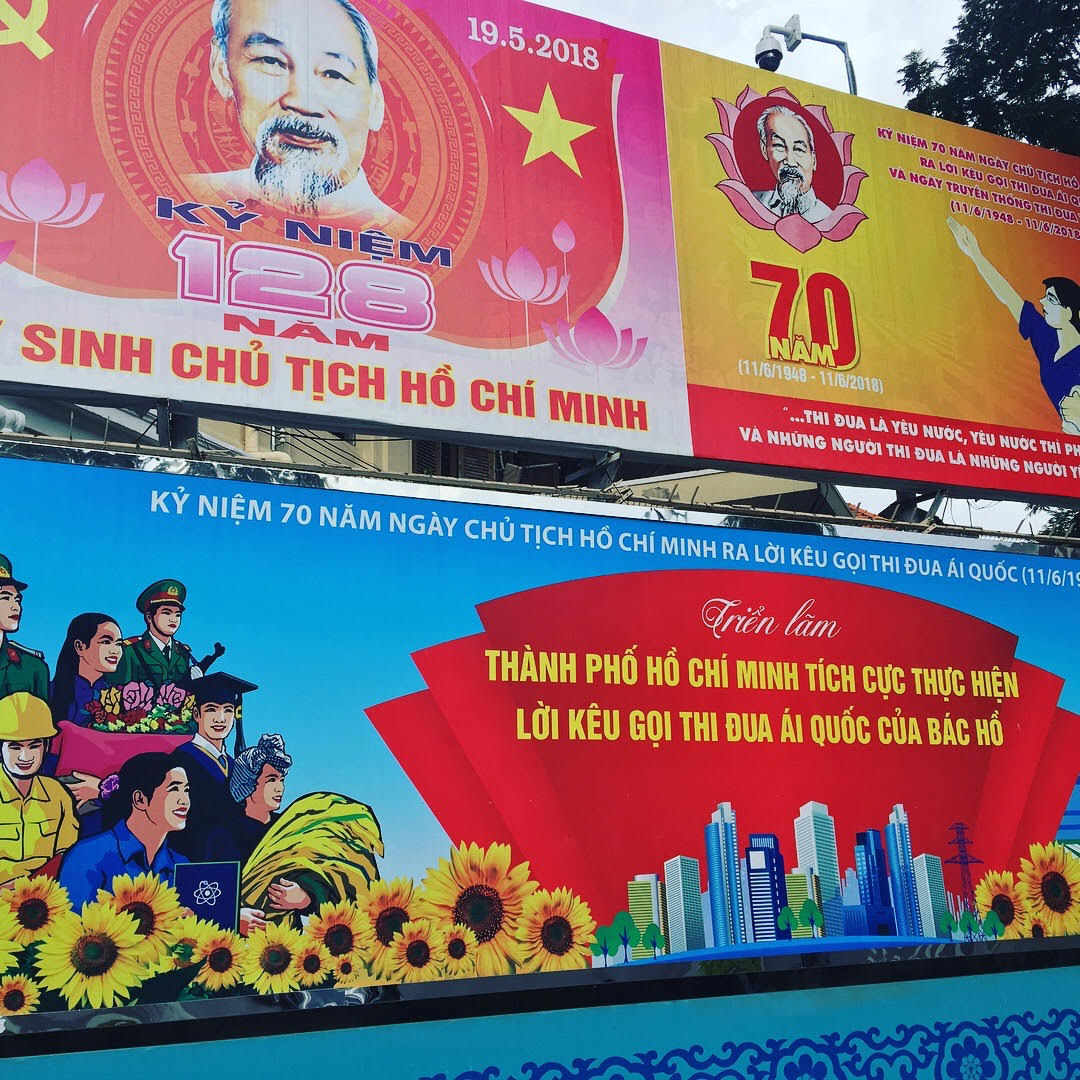 19.5.2018
KỶ NIỆM
128
NĂM
SINH CHỦ TỊCH HỒ CHÍ MINH
KỶ NIỆM 70 NĂM NGÀY CHỦ TỊCH HỒ
RA LỜI KÊU GỌI THI ĐUA ÁI
VÀ NGÀY TRUYỀN THỐNG THI ĐUA
(11/6/1948 - 11/6/2018
70
NĂM
(11/6/1948 - 11/6/2018)
"...THI ĐUA LÀ YÊU NƯỚC, YÊU NƯỚC THÌ
VÀ NHỮNG NGƯỜI THI ĐUA LÀ NHỮNG NGƯỜI
KỶ NIỆM 70 NĂM NGÀY CHỦ TỊCH HỒ CHÍ MINH RA LỜI KÊU GỌI THI ĐUA ÁI QUỐC (11/6/19
Triển lãm
THÀNH PHỐ HỒ CHÍ MINH TÍCH CỰC THỰC HIỆN
LỜI KÊU GỌI THI ĐUA ÁI QUỐC CỦA BÁC HỒ